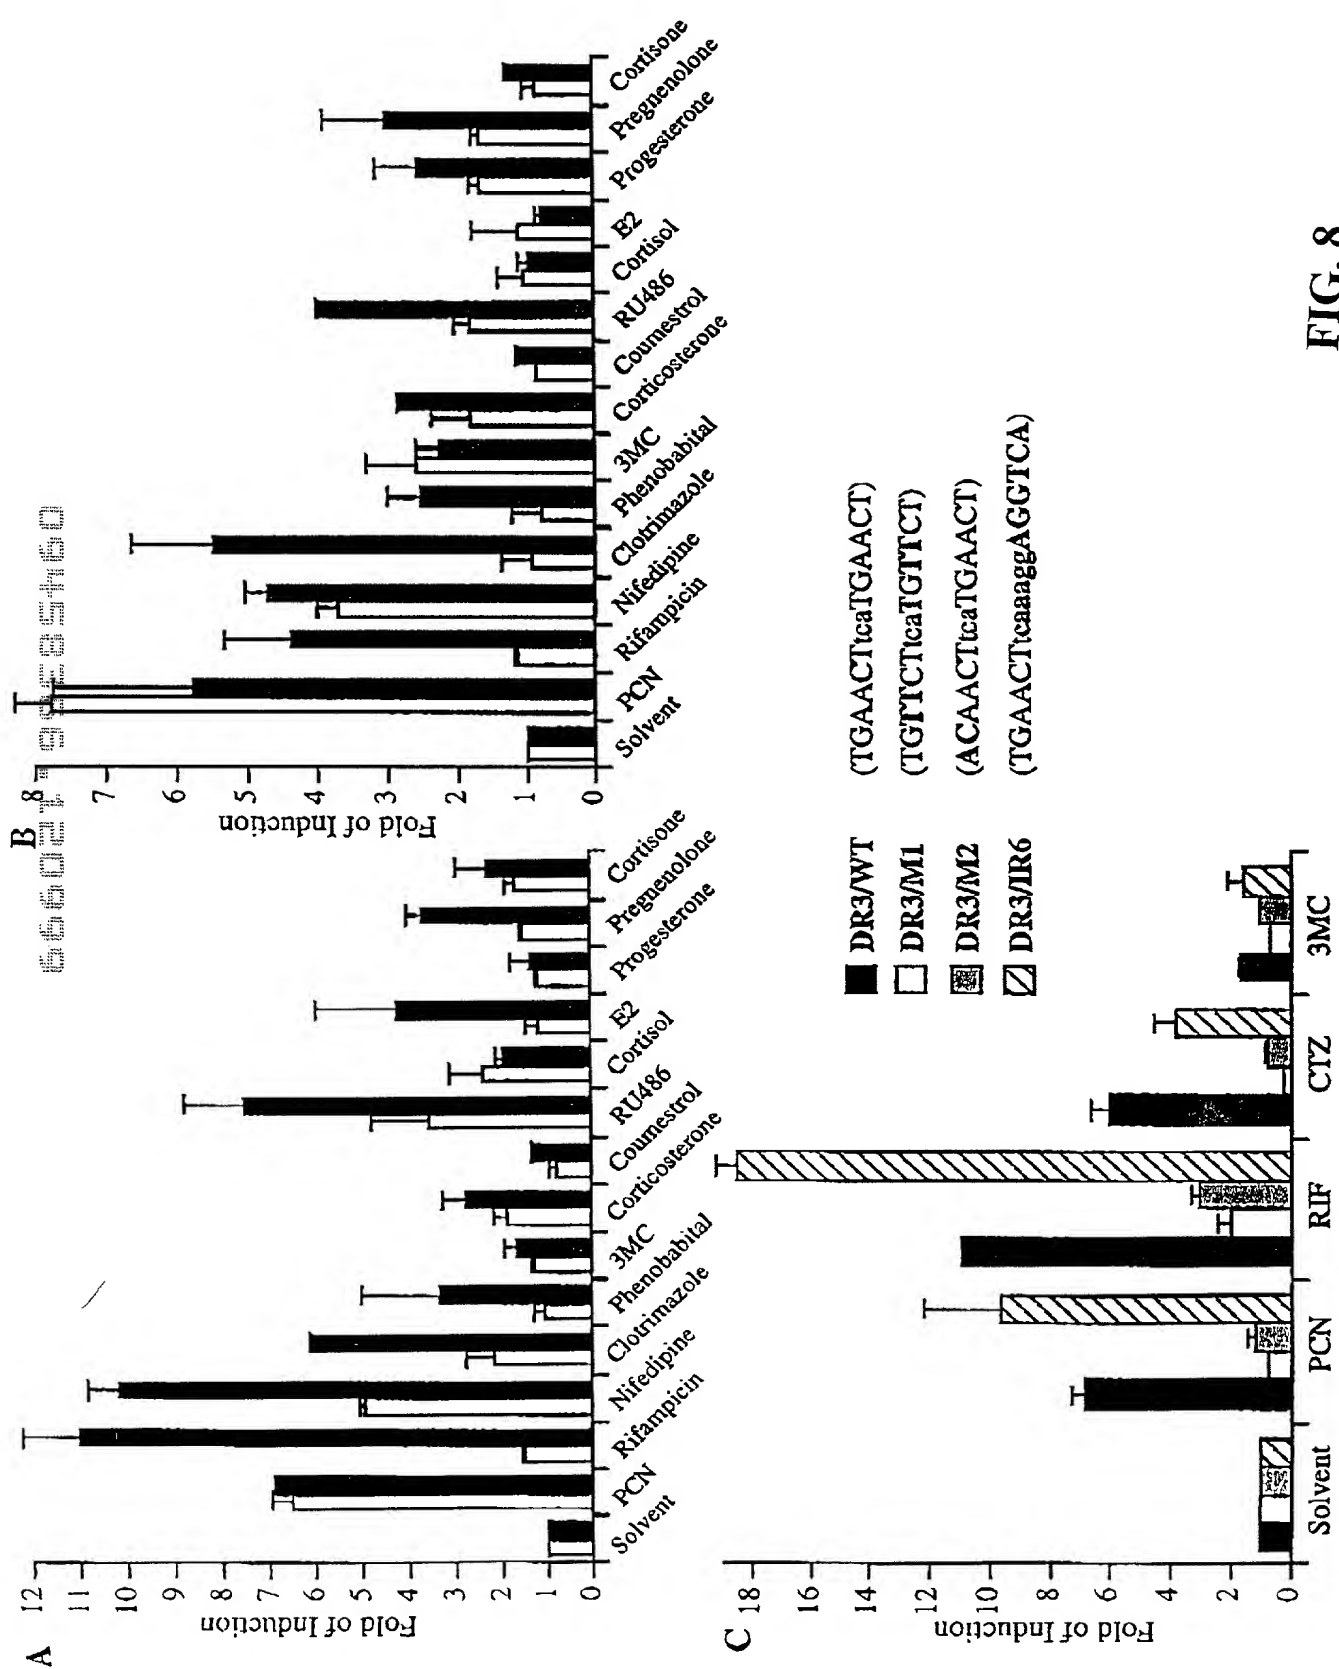 A
Fold of Induction
12
11
10
9
8
7
6
5
4
3
2
1
0
Solvent
PCN
Rifampicin
Nifedipine
Clotrimazole
Phenobabital
3MC
Corticosterone
Coumestrol
RU486
Cortisol
E2
Progesterone
Pregnenolone
Cortisone
B
Fold of Induction
8
7
6
5
4
3
2
1
0
Solvent
PCN
Rifampicin
Nifedipine
Clotrimazole
Phenobabital
3MC
Corticosterone
Coumestrol
RU486
Cortisol
E2
Progesterone
Pregnenolone
Cortisone
C
Fold of Induction
18
16
14
12
10
8
6
4
2
0
Solvent
PCN
RIF
CTZ
3MC
DR3/WT (TGAACTtcaTGAACT)
DR3/M1 (TGTTCTtcaTGTTCT)
DR3/M2 (ACAACTtcaTGAACT)
DR3/IR6 (TGAACTtcaaaggAGGTCA)
FIG. 8